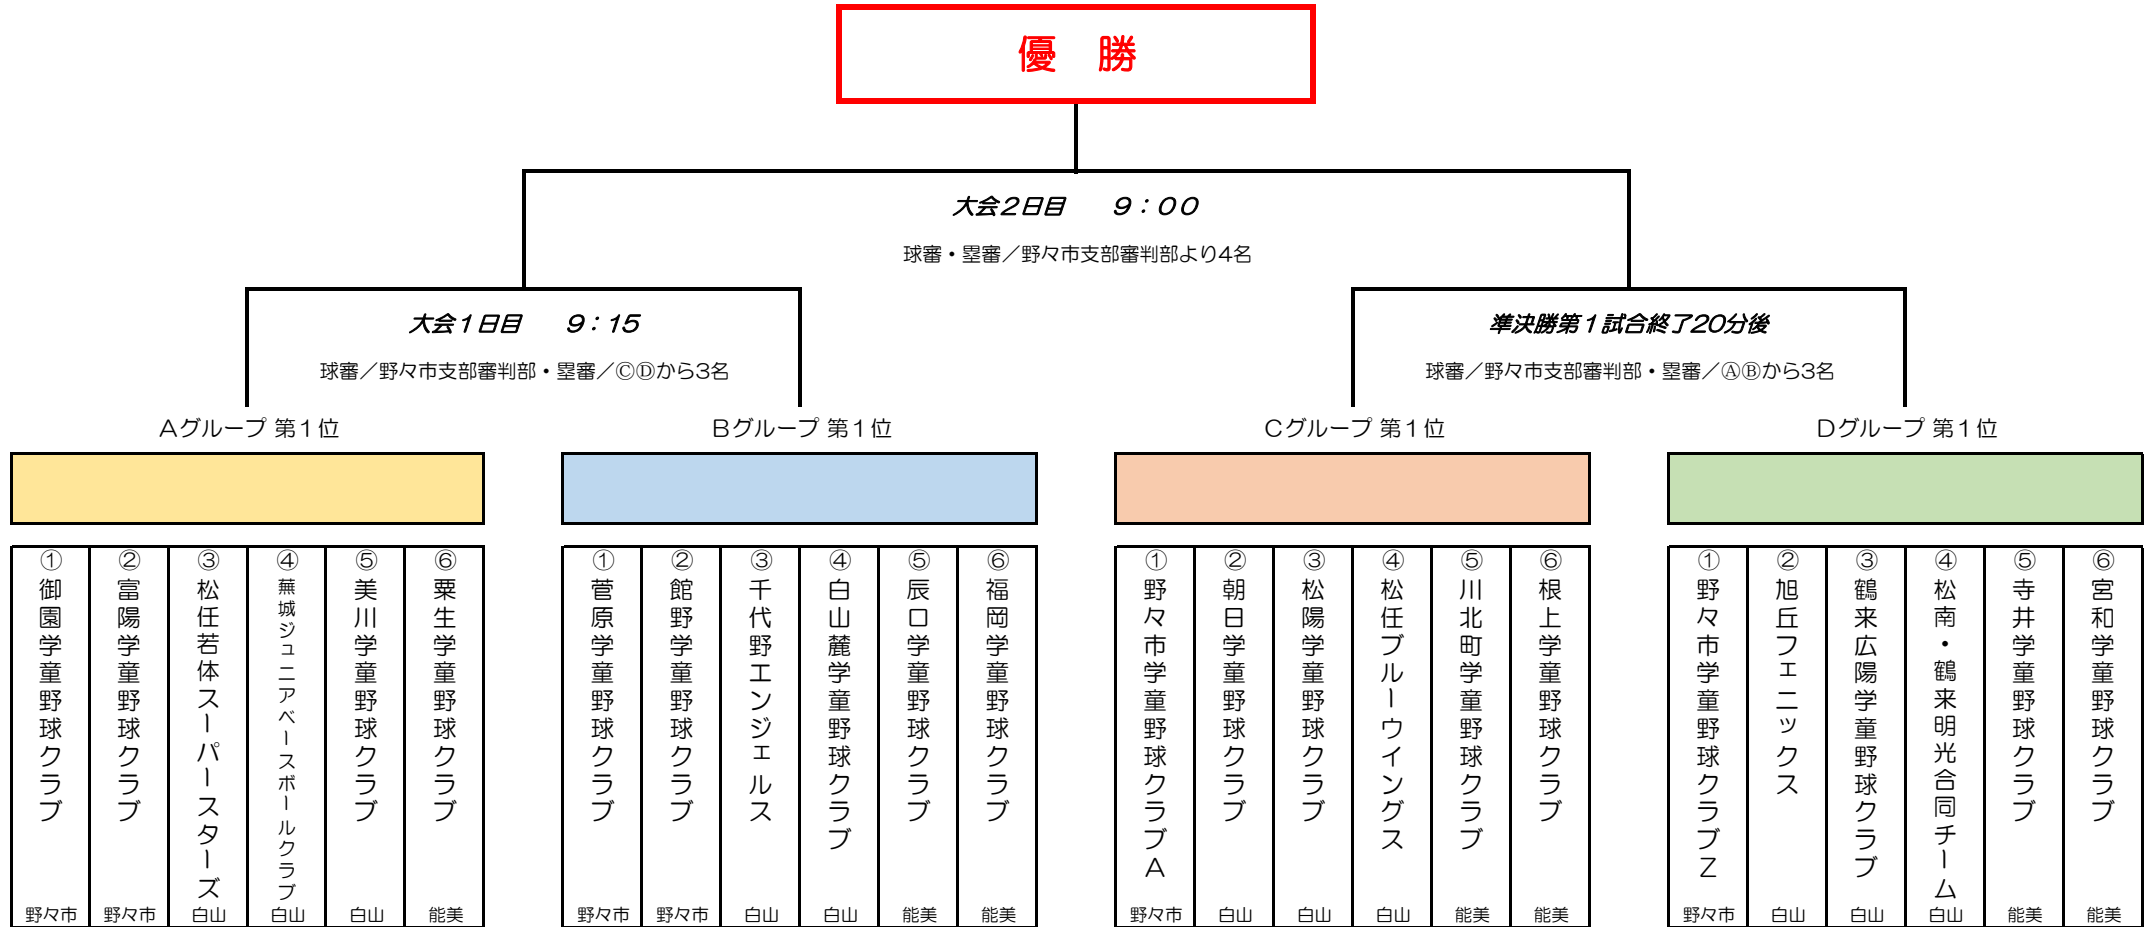 優　勝
大会２日目　　９：００
球審・塁審／野々市支部審判部より4名
大会１日目　　９：15
球審／野々市支部審判部・塁審／ⒸⒹから3名
準決勝第１試合終了20分後
球審／野々市支部審判部・塁審／ⒶⒷから3名
Ａグループ 第１位
Ｂグループ 第１位
Ｃグループ 第１位
Ｄグループ 第１位
①御園学童野球クラブ 野々市
②富陽学童野球クラブ 野々市
③松任若体スーパースターズ 白山
④蕪城ジュニアベースボールクラブ 白山
⑤美川学童野球クラブ 白山
⑥粟生学童野球クラブ 能美
①菅原学童野球クラブ 野々市
②館野学童野球クラブ 野々市
③千代野エンジェルス 白山
④白山麓学童野球クラブ 白山
⑤辰口学童野球クラブ 能美
⑥福岡学童野球クラブ 能美
①野々市学童野球クラブＡ 野々市
②朝日学童野球クラブ 白山
③松陽学童野球クラブ 白山
④松任ブルーウイングス 白山
⑤川北町学童野球クラブ 能美
⑥根上学童野球クラブ 能美
①野々市学童野球クラブＺ 野々市
②旭丘フェニックス 白山
③鶴来広陽学童野球クラブ 白山
④松南・鶴来明光合同チーム 白山
⑤寺井学童野球クラブ 能美
⑥宮和学童野球クラブ 能美